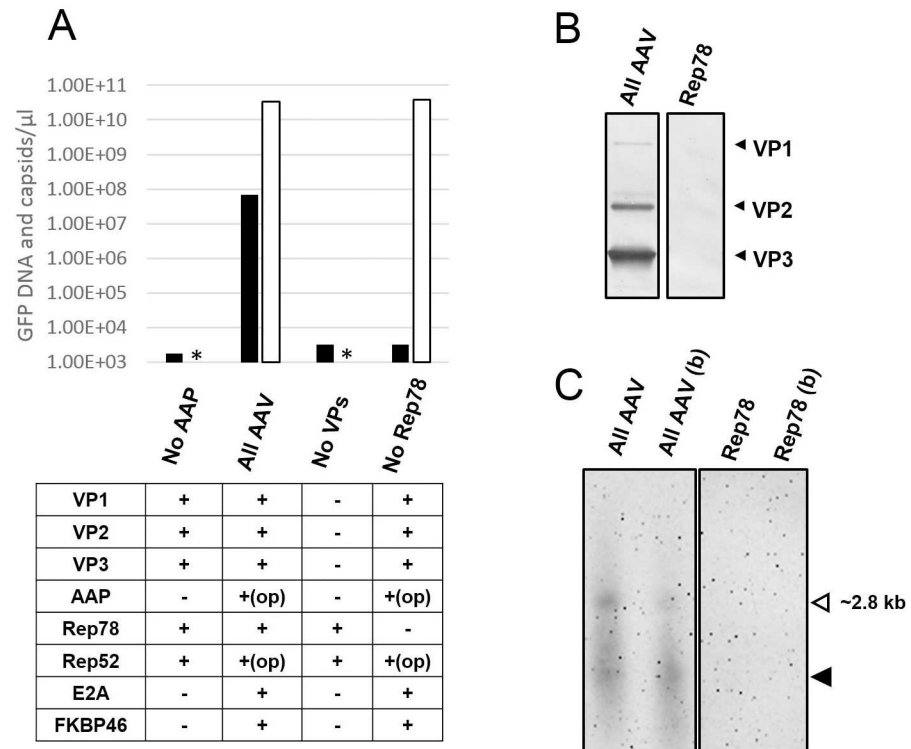 A
GFP DNA and capsids/µl
1.00E+11
1.00E+10
1.00E+09
1.00E+08
1.00E+07
1.00E+06
1.00E+05
1.00E+04
1.00E+03
* *
No AAP All AAV No VPs No Rep78
VP1 + + - +
VP2 + + - +
VP3 + + - +
AAP - +(op) - +(op)
Rep78 + + + -
Rep52 + +(op) + +(op)
E2A - + - +
FKBP46 - + - +
B
All AAV Rep78
VP1
VP2
VP3
C
All AAV All AAV (b) Rep78 Rep78 (b)
~2.8 kb